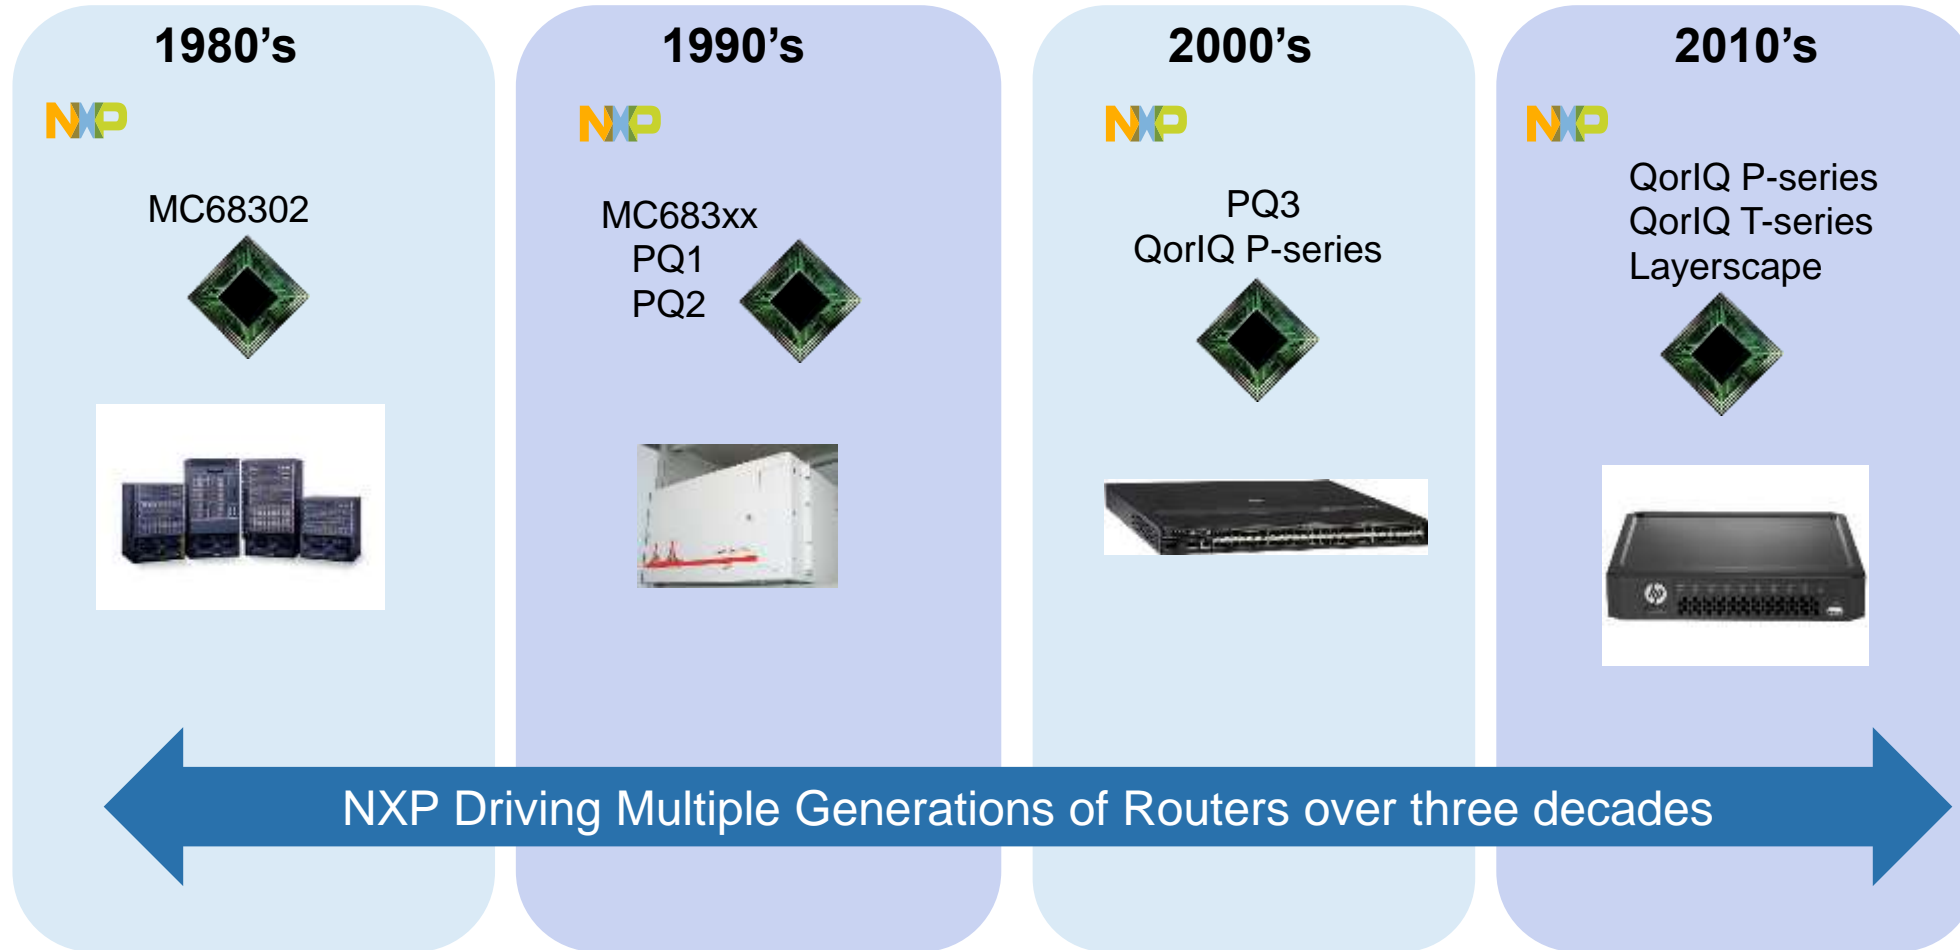 1980’s
NXP
MC68302
1990’s
NXP
MC683xx
PQ1
PQ2
2000’s
NXP
PQ3
QorIQ P-series
2010’s
NXP
QorIQ P-series
QorIQ T-series
Layerscape
hp
NXP Driving Multiple Generations of Routers over three decades